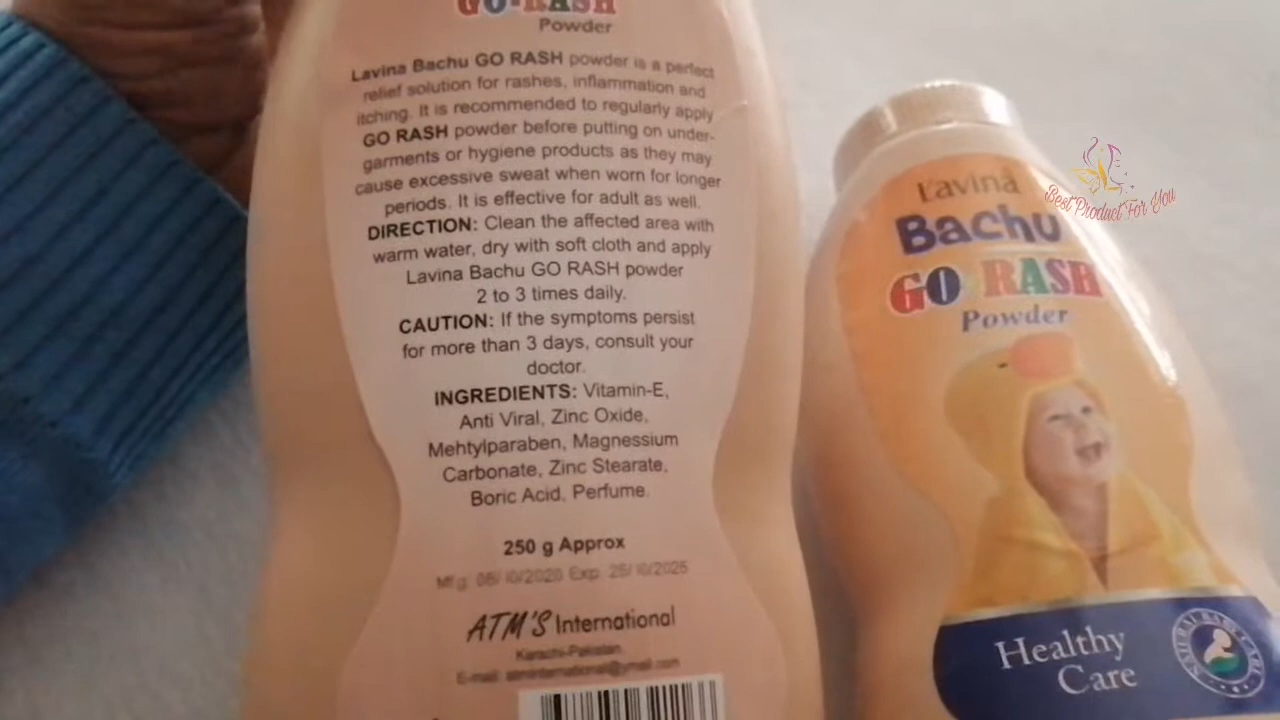 GO-RASH
Powder
Lavina Bachu GO RASH powder is a perfect
relief solution for rashes, inflammation and
itching. It is recommended to regularly apply
GO RASH powder before putting on under-
garments or hygiene products as they may
cause excessive sweat when worn for longer
periods. It is effective for adult as well.
DIRECTION: Clean the affected area with
warm water, dry with soft cloth and apply
Lavina Bachu GO RASH powder
2 to 3 times daily.
CAUTION: If the symptoms persist
for more than 3 days, consult your
doctor.
INGREDIENTS: Vitamin-E,
Anti Viral, Zinc Oxide,
Mehtylparaben, Magnessium
Carbonate, Zinc Stearate,
Boric Acid, Perfume.
250 g Approx
Mfg: /10/2020 Exp: 25/10/2025
ATM'S International
Karachi-Pakistan.
E-mail:
Lavina
Bachu
GO RASH
Powder
Healthy
Care
NATURAL BABY CARE
Best Product For You